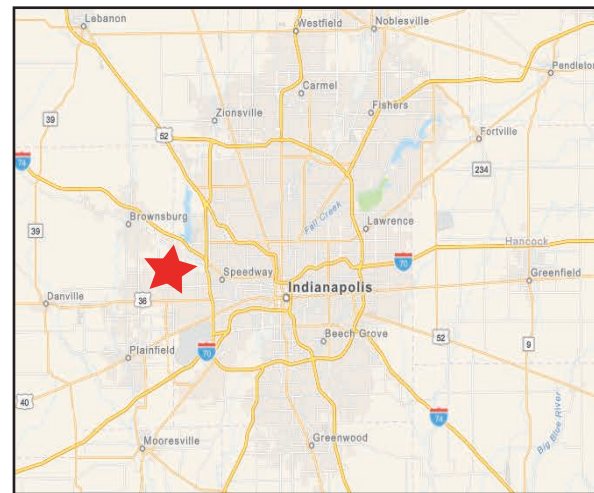 Lebanon
Westfield
Noblesville
Pendleton
Carmel
Fishers
Zionsville
39
52
Fortville
74
234
Brownsburg
Fall Creek
Lawrence
39
Hancock
70
Speedway
Greenfield
Indianapolis
Danville
36
Beech Grove
52
9
Plainfield
70
40
74
Big Blue River
Mooresville
Greenwood